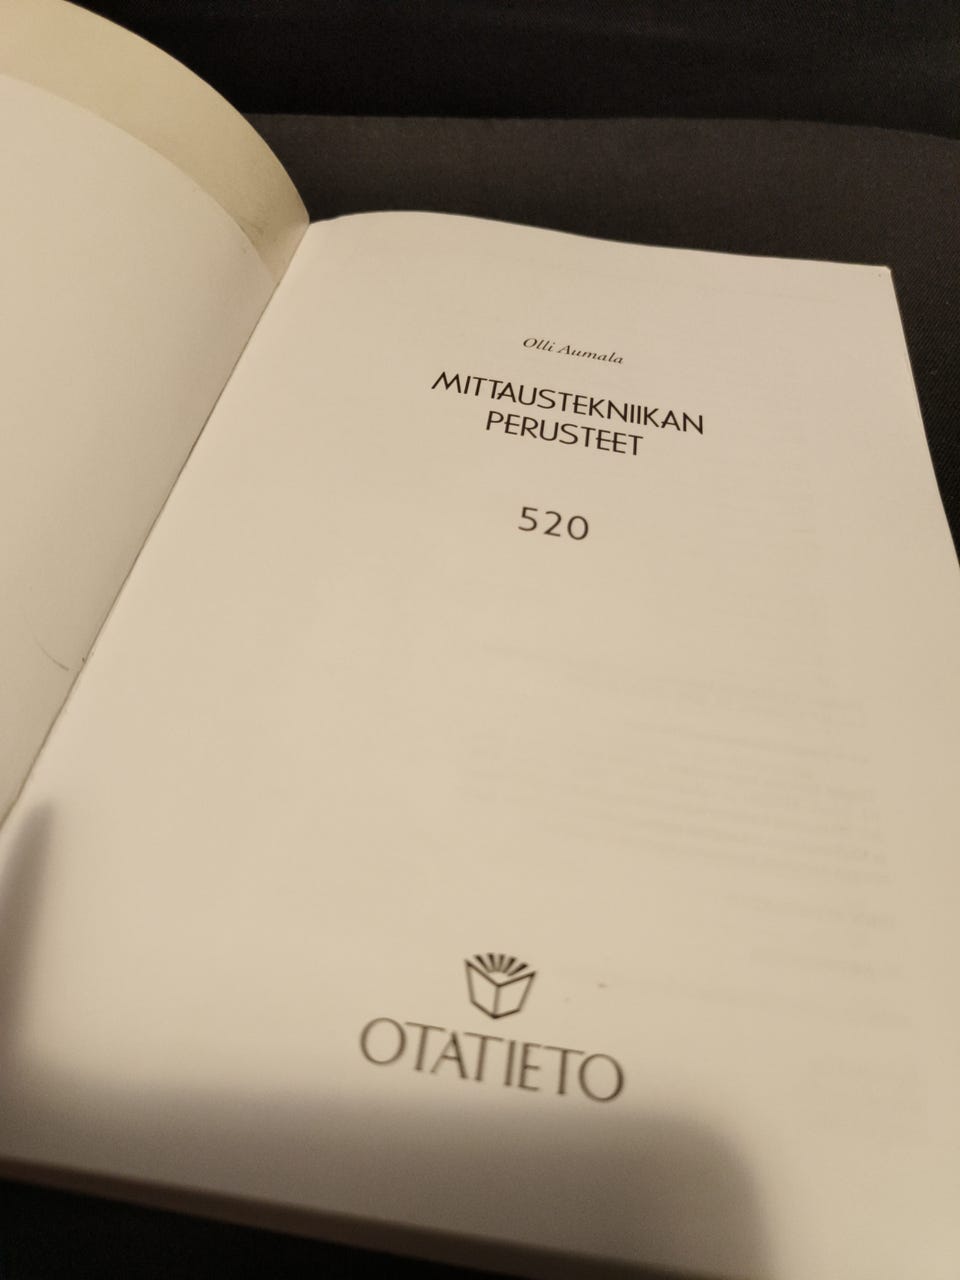 Olli Aumala
MITTAUSTEKNIIKAN
PERUSTEET
520
OTATIETO